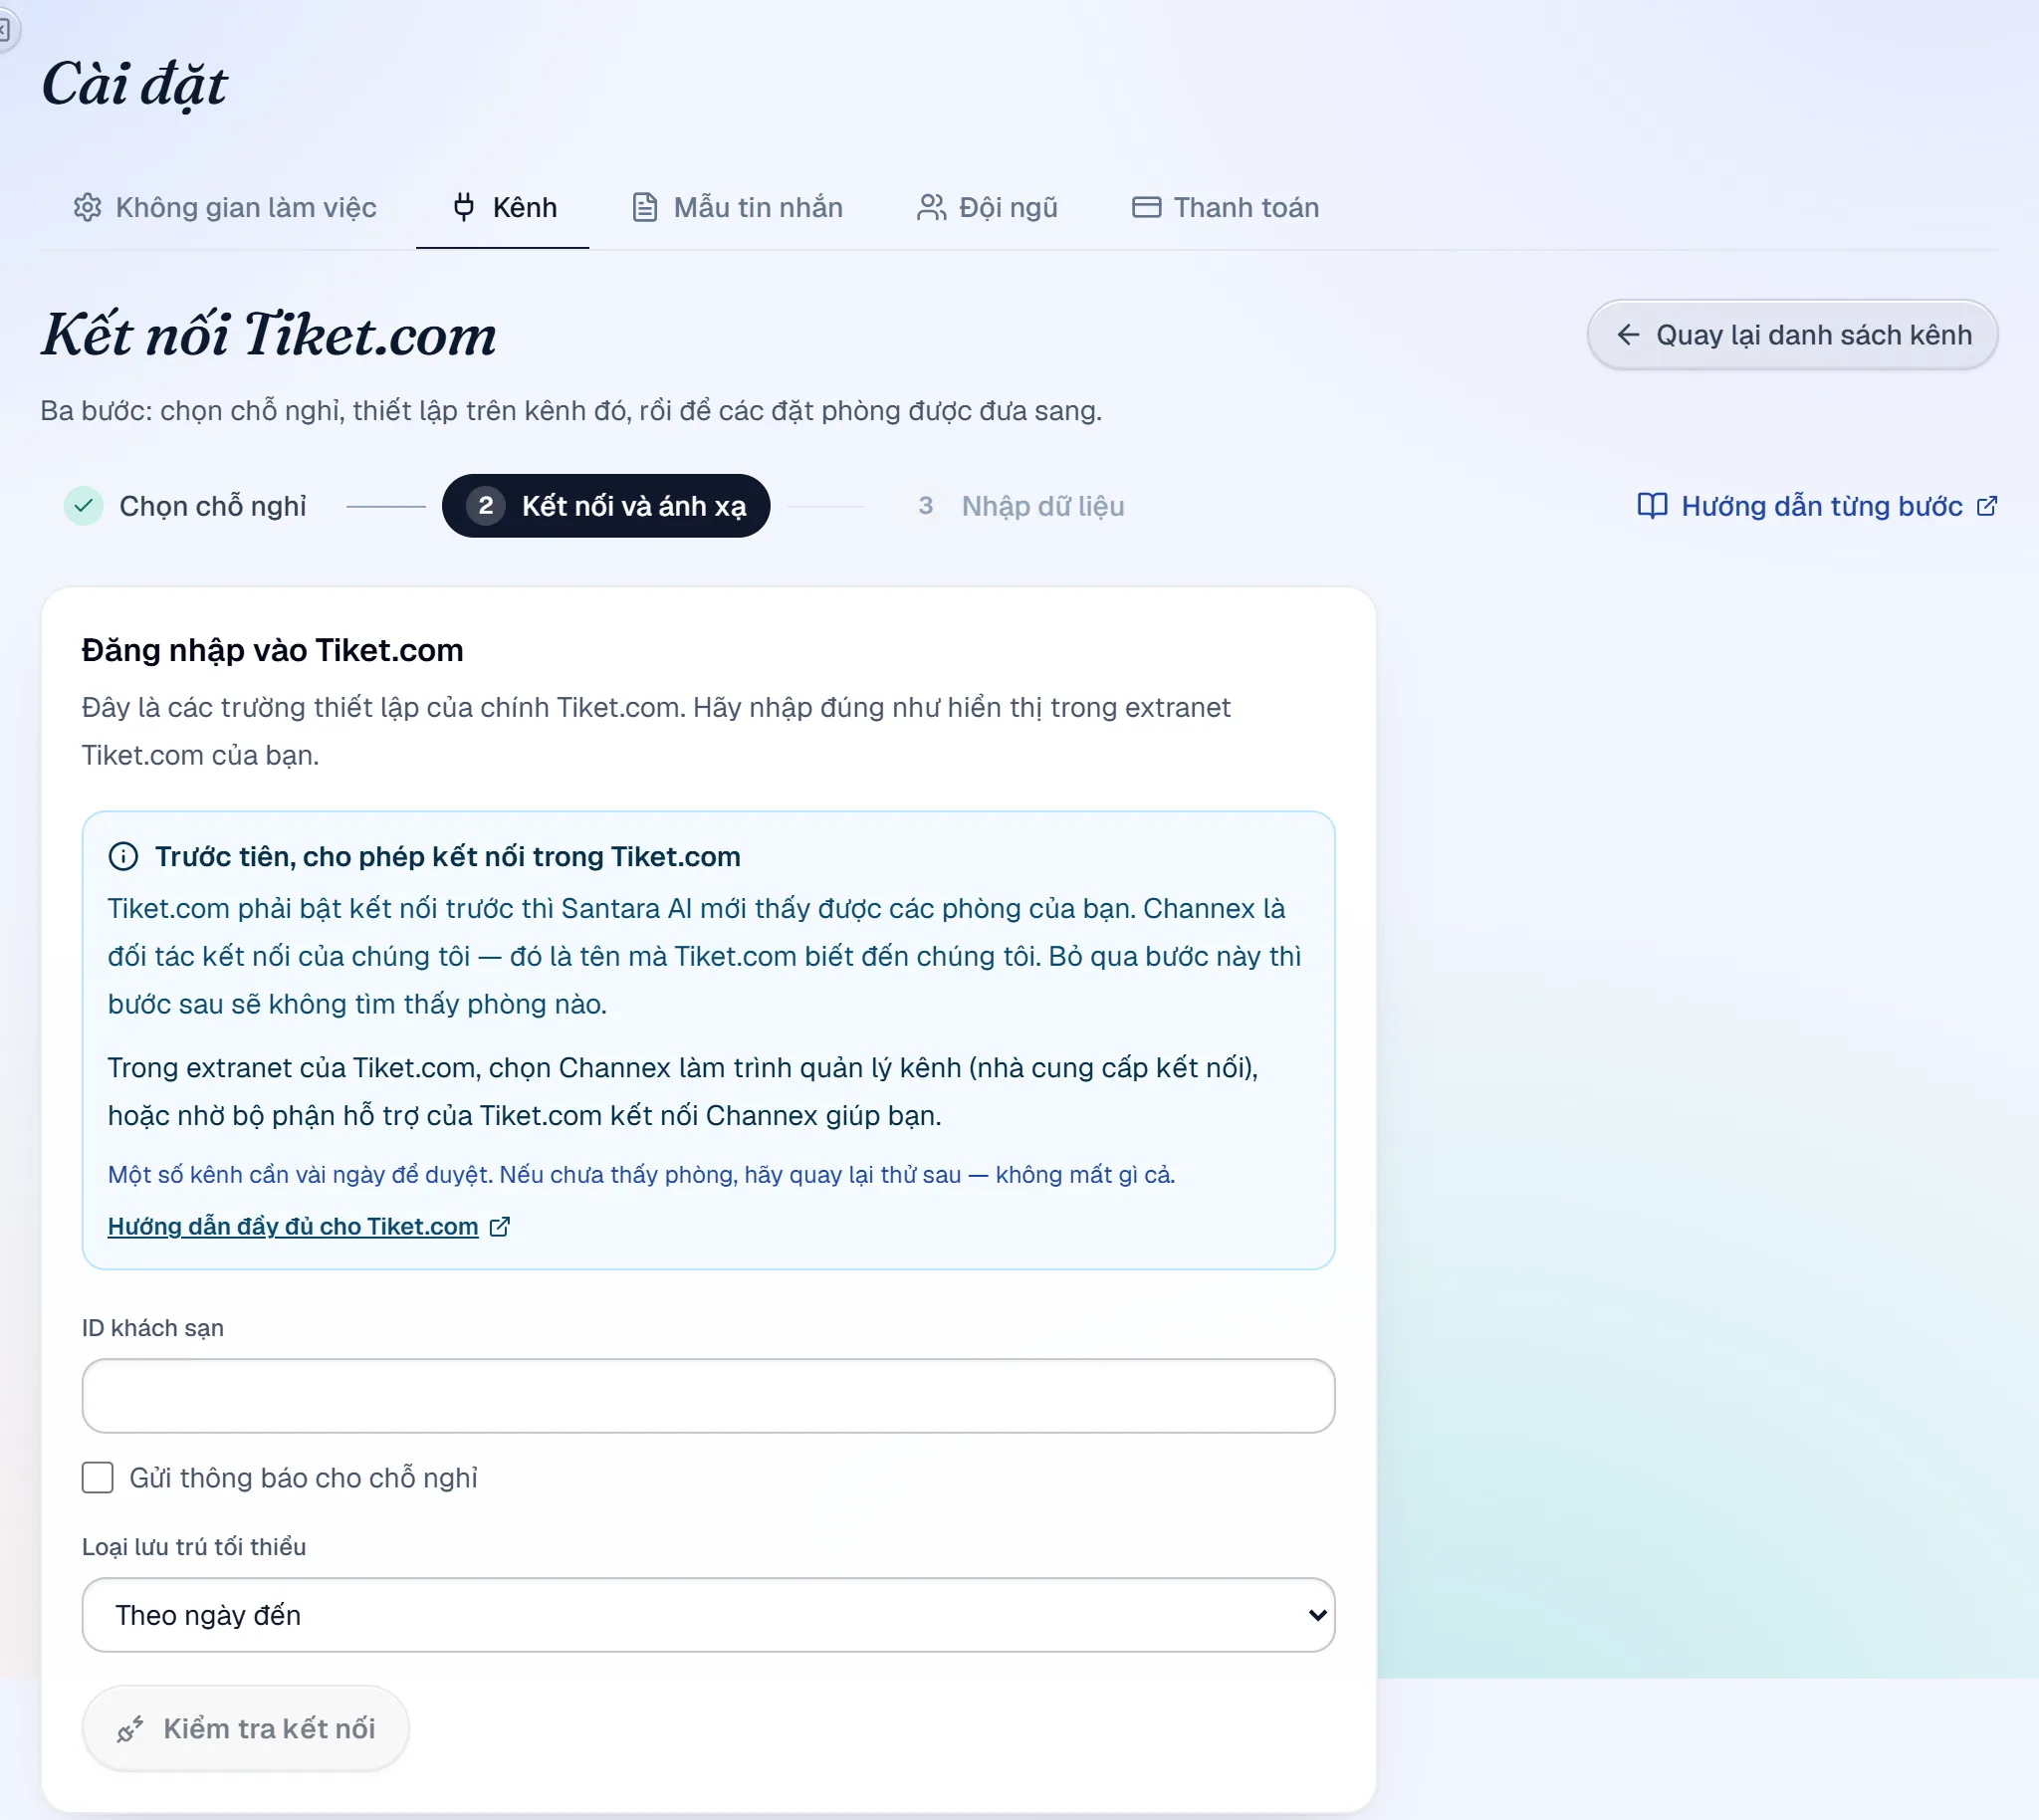 Cài đặt
Không gian làm việc
Kênh
Mẫu tin nhắn
Đội ngũ
Thanh toán
Kết nối Tiket.com
Quay lại danh sách kênh
Ba bước: chọn chỗ nghỉ, thiết lập trên kênh đó, rồi để các đặt phòng được đưa sang.
Chọn chỗ nghỉ
2 Kết nối và ánh xạ
3 Nhập dữ liệu
Hướng dẫn từng bước
Đăng nhập vào Tiket.com
Đây là các trường thiết lập của chính Tiket.com. Hãy nhập đúng như hiển thị trong extranet
Tiket.com của bạn.
Trước tiên, cho phép kết nối trong Tiket.com
Tiket.com phải bật kết nối trước thì Santara AI mới thấy được các phòng của bạn. Channex là
đối tác kết nối của chúng tôi — đó là tên mà Tiket.com biết đến chúng tôi. Bỏ qua bước này thì
bước sau sẽ không tìm thấy phòng nào.
Trong extranet của Tiket.com, chọn Channex làm trình quản lý kênh (nhà cung cấp kết nối),
hoặc nhờ bộ phận hỗ trợ của Tiket.com kết nối Channex giúp bạn.
Một số kênh cần vài ngày để duyệt. Nếu chưa thấy phòng, hãy quay lại thử sau — không mất gì cả.
Hướng dẫn đầy đủ cho Tiket.com
ID khách sạn
Gửi thông báo cho chỗ nghỉ
Loại lưu trú tối thiểu
Theo ngày đến
Kiểm tra kết nối